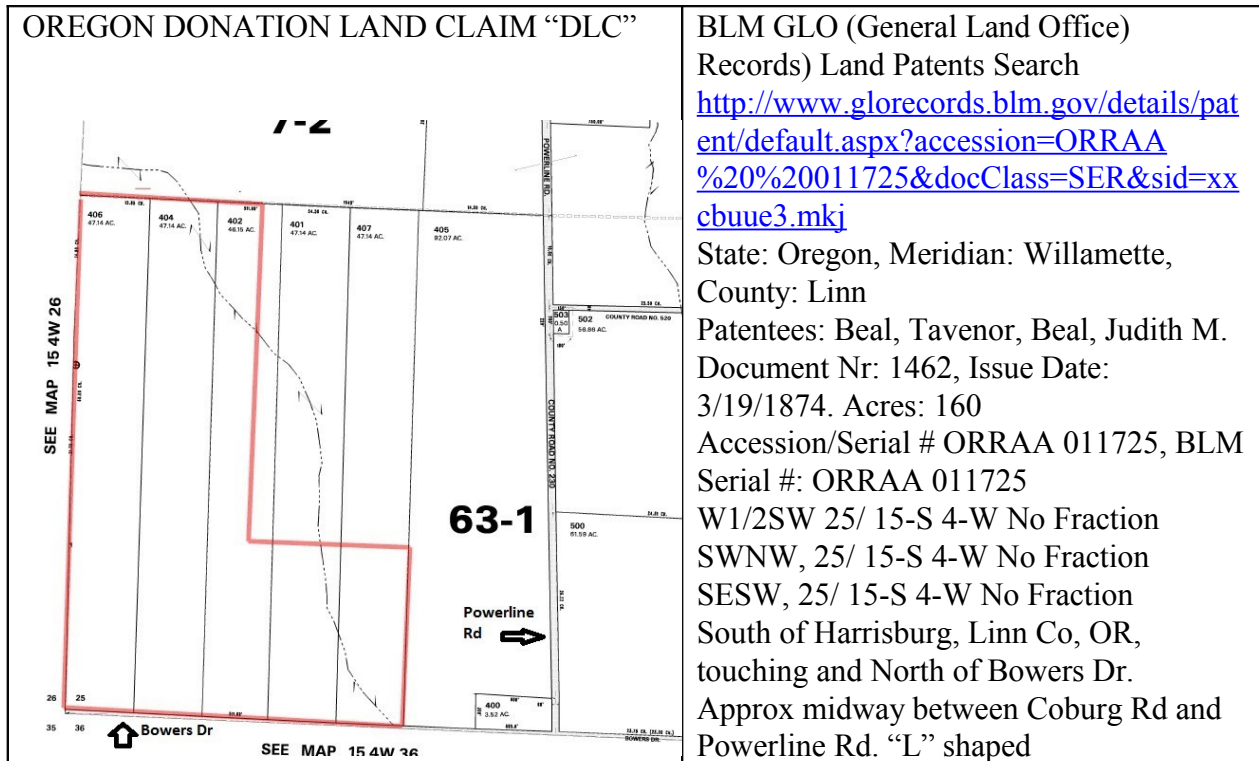 OREGON DONATION LAND CLAIM “DLC”
7-2
POWERLINE RD
406
47.14 AC.
404
47.14 AC.
402
46.15 AC.
401
47.14 AC.
407
47.14 AC.
405
82.07 AC.
SEE MAP 15 4W 26
503
0.50
A
502
56.86 AC.
COUNTY ROAD NO. 520
COUNTY ROAD NO. 230
63-1
500
61.59 AC.
Powerline
Rd
400
3.52 AC.
26 25
35 36
Bowers Dr
BOWERS DR.
SEE MAP 15 4W 36
BLM GLO (General Land Office)
Records) Land Patents Search
http://www.glorecords.blm.gov/details/pat
ent/default.aspx?accession=ORRAA
%20%20011725&docClass=SER&sid=xx
cbuue3.mkj
State: Oregon, Meridian: Willamette,
County: Linn
Patentees: Beal, Tavenor, Beal, Judith M.
Document Nr: 1462, Issue Date:
3/19/1874. Acres: 160
Accession/Serial # ORRAA 011725, BLM
Serial #: ORRAA 011725
W1/2SW 25/ 15-S 4-W No Fraction
SWNW, 25/ 15-S 4-W No Fraction
SESW, 25/ 15-S 4-W No Fraction
South of Harrisburg, Linn Co, OR,
touching and North of Bowers Dr.
Approx midway between Coburg Rd and
Powerline Rd. “L” shaped